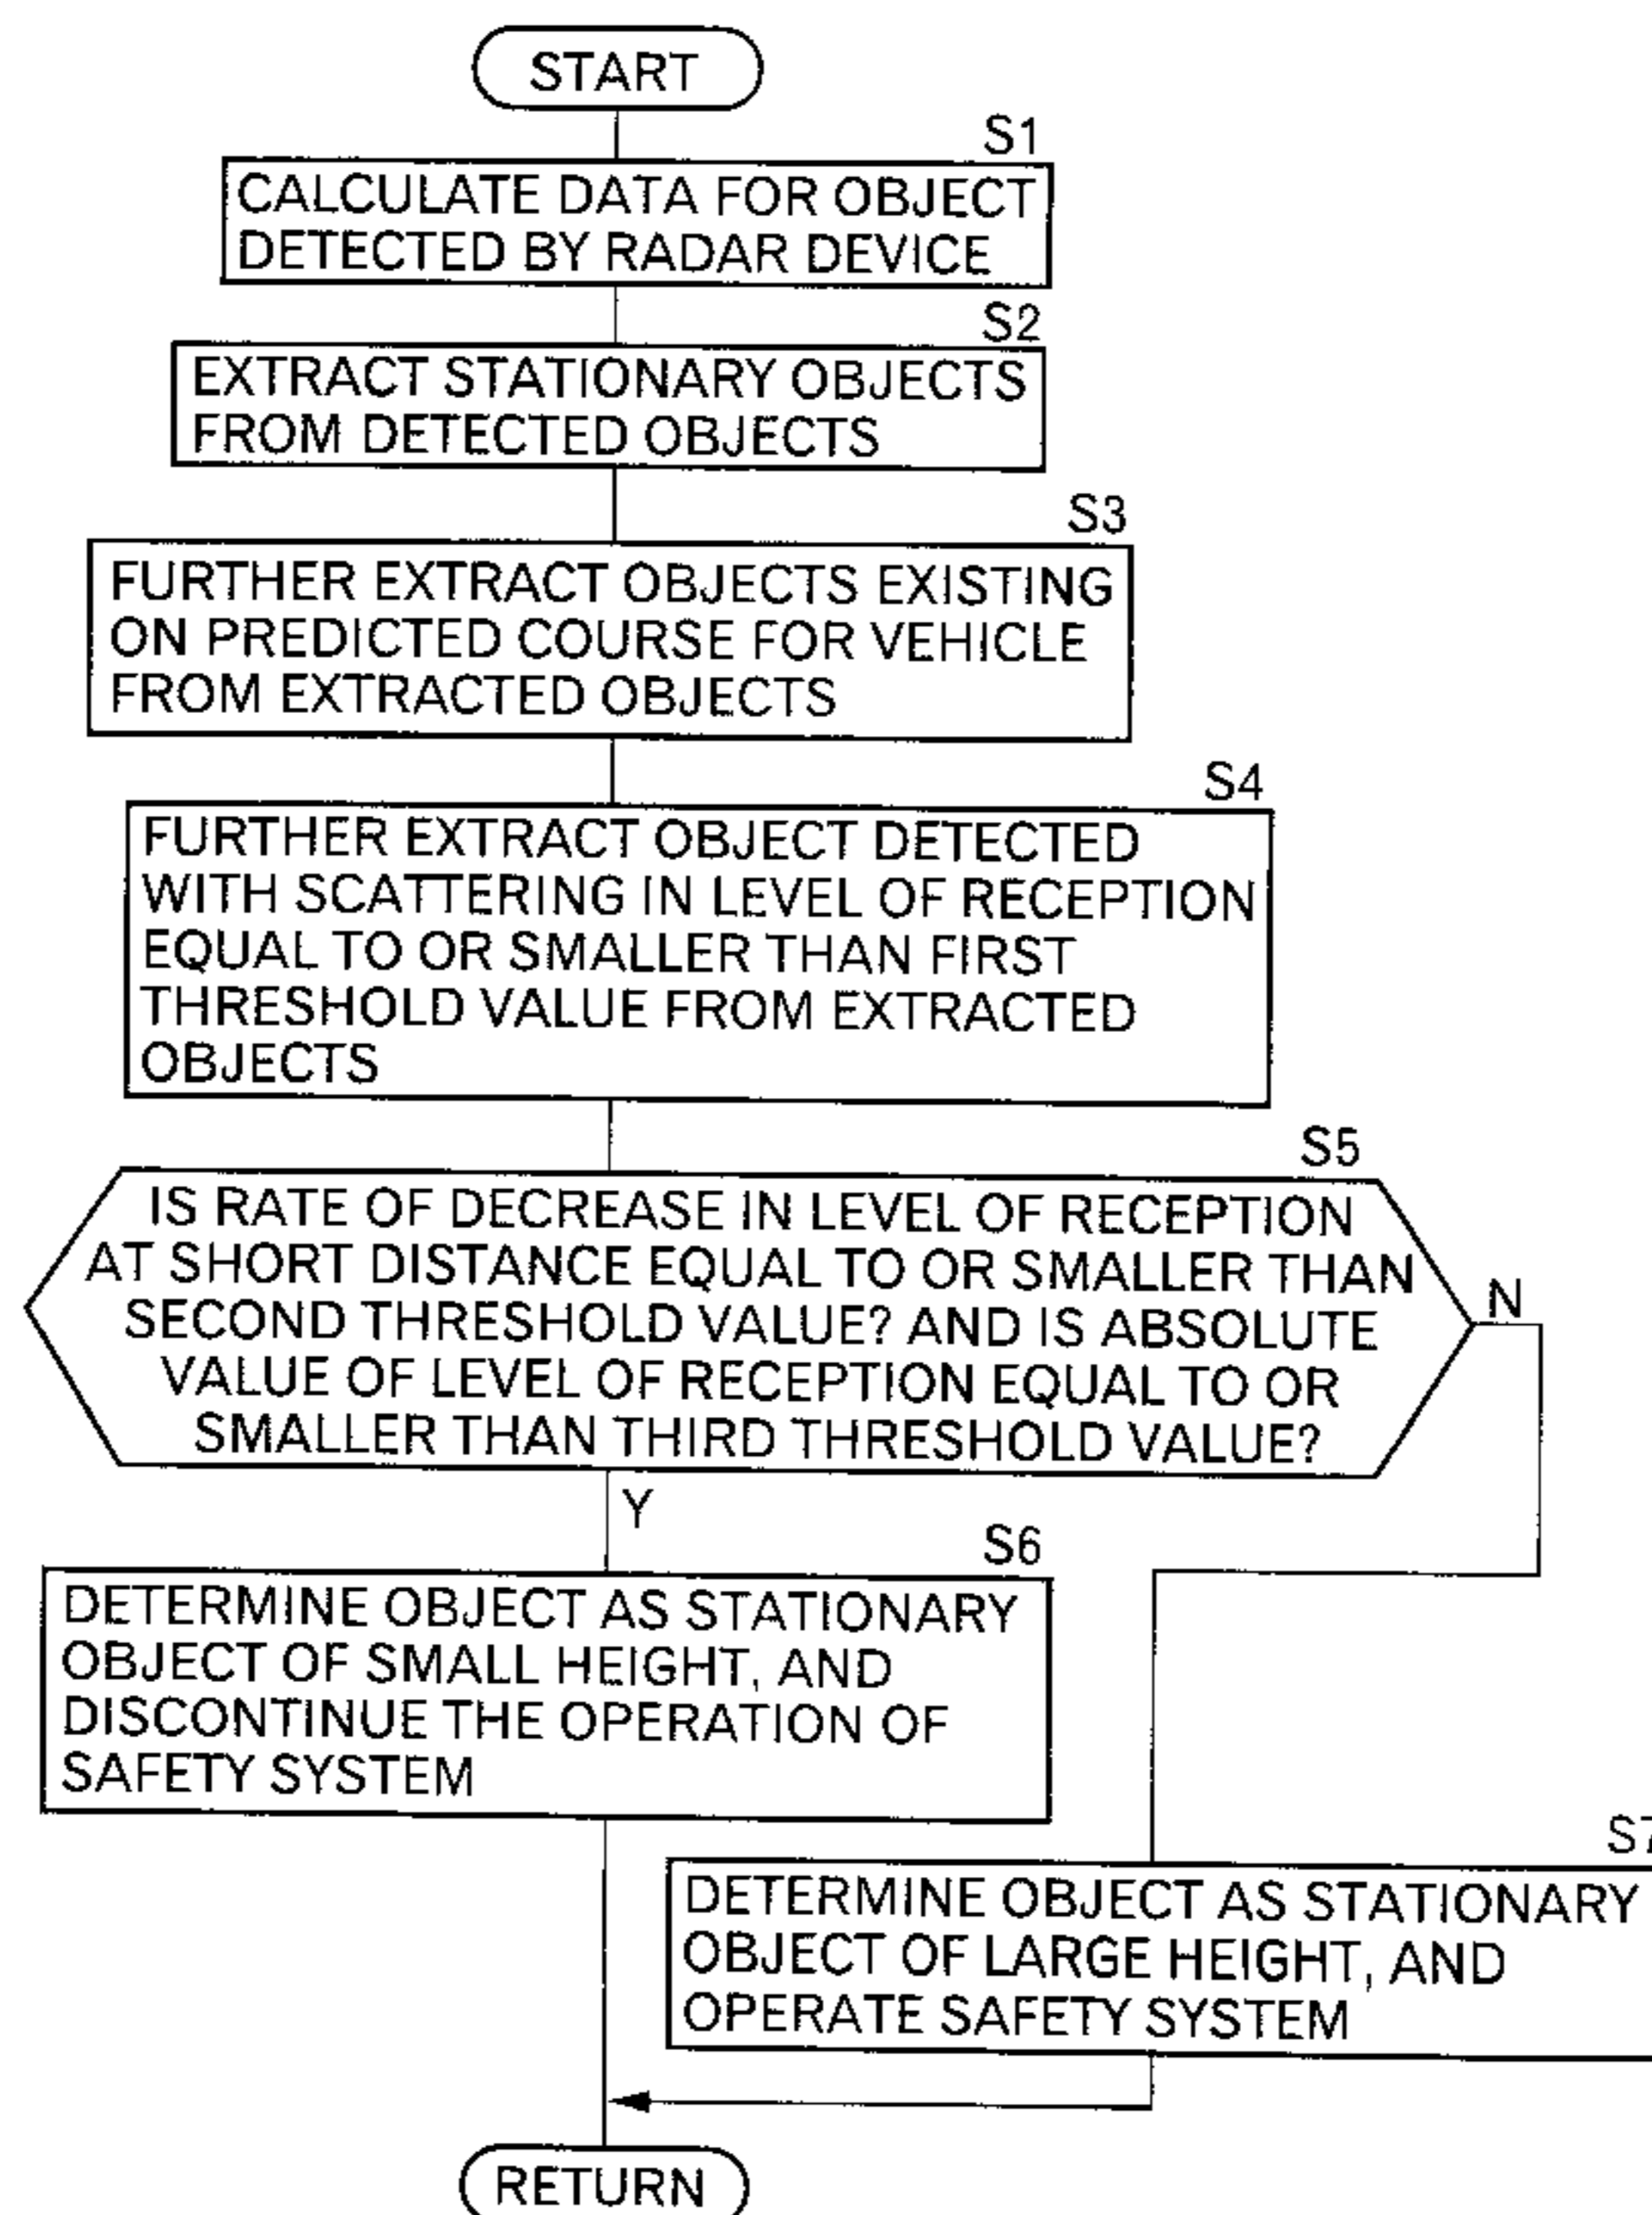 START
S1
CALCULATE DATA FOR OBJECT
DETECTED BY RADAR DEVICE
S2
EXTRACT STATIONARY OBJECTS
FROM DETECTED OBJECTS
S3
FURTHER EXTRACT OBJECTS EXISTING
ON PREDICTED COURSE FOR VEHICLE
FROM EXTRACTED OBJECTS
S4
FURTHER EXTRACT OBJECT DETECTED
WITH SCATTERING IN LEVEL OF RECEPTION
EQUAL TO OR SMALLER THAN FIRST
THRESHOLD VALUE FROM EXTRACTED
OBJECTS
S5
IS RATE OF DECREASE IN LEVEL OF RECEPTION
AT SHORT DISTANCE EQUAL TO OR SMALLER THAN
SECOND THRESHOLD VALUE? AND IS ABSOLUTE
VALUE OF LEVEL OF RECEPTION EQUAL TO OR
SMALLER THAN THIRD THRESHOLD VALUE?
N
Y
S6
DETERMINE OBJECT AS STATIONARY
OBJECT OF SMALL HEIGHT, AND
DISCONTINUE THE OPERATION OF
SAFETY SYSTEM
S7
DETERMINE OBJECT AS STATIONARY
OBJECT OF LARGE HEIGHT, AND
OPERATE SAFETY SYSTEM
RETURN